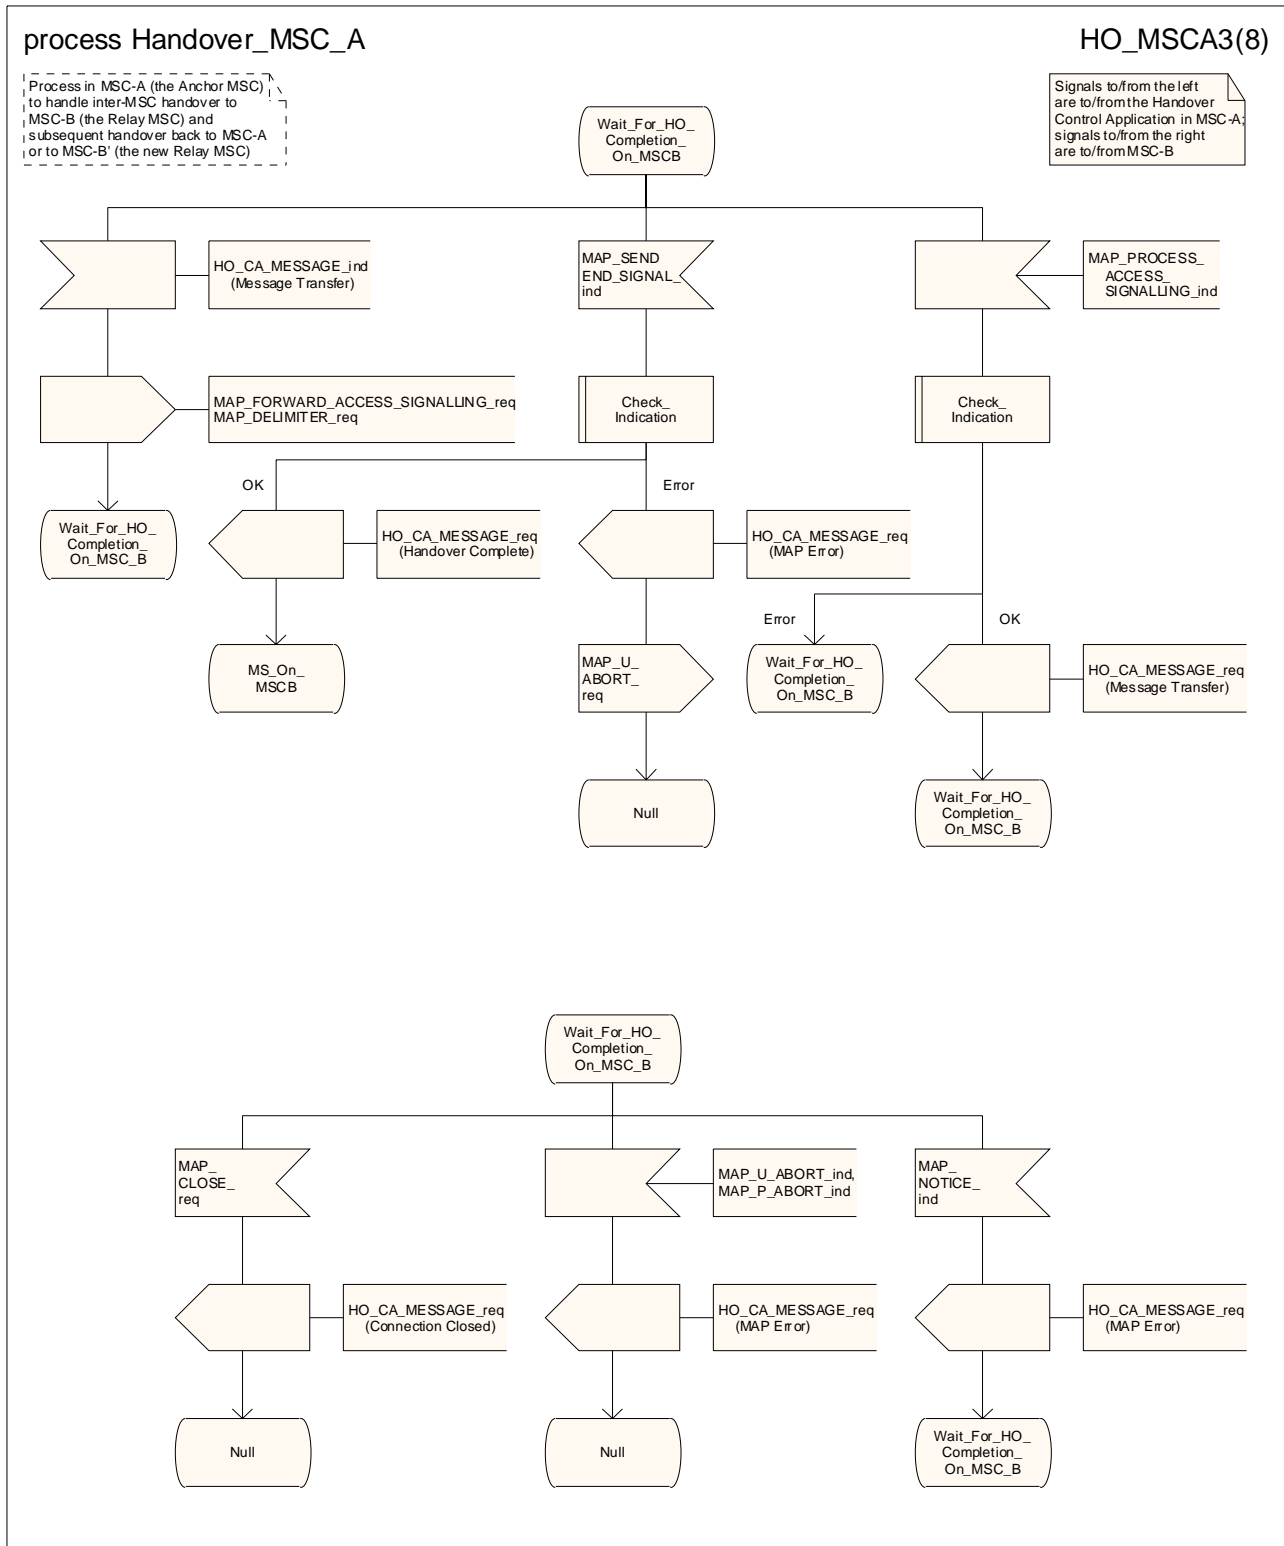 process Handover_MSC_A
HO_MSCA3(8)
Process in MSC-A (the Anchor MSC)
to handle inter-MSC handover to
MSC-B (the Relay MSC) and
subsequent handover back to MSC-A
or to MSC-B' (the new Relay MSC)
Signals to/from the left
are to/from the Handover
Control Application in MSC-A;
signals to/from the right
are to/from MSC-B
Wait_For_HO_
Completion_
On_MSCB
HO_CA_MESSAGE_ind
(Message Transfer)
MAP_SEND
END_SIGNAL_
ind
MAP_PROCESS_
ACCESS_
SIGNALLING_ind
MAP_FORWARD_ACCESS_SIGNALLING_req
MAP_DELIMITER_req
Check_
Indication
Check_
Indication
OK
Error
Wait_For_HO_
Completion_
On_MSC_B
HO_CA_MESSAGE_req
(Handover Complete)
HO_CA_MESSAGE_req
(MAP Error)
Error
OK
MS_On_
MSCB
MAP_U_
ABORT_
req
Wait_For_HO_
Completion_
On_MSC_B
HO_CA_MESSAGE_req
(Message Transfer)
Null
Wait_For_HO_
Completion_
On_MSC_B
Wait_For_HO_
Completion_
On_MSC_B
MAP_
CLOSE_
req
MAP_U_ABORT_ind,
MAP_P_ABORT_ind
MAP_
NOTICE_
ind
HO_CA_MESSAGE_req
(Connection Closed)
HO_CA_MESSAGE_req
(MAP Error)
HO_CA_MESSAGE_req
(MAP Error)
Null
Null
Wait_For_HO_
Completion_
On_MSC_B